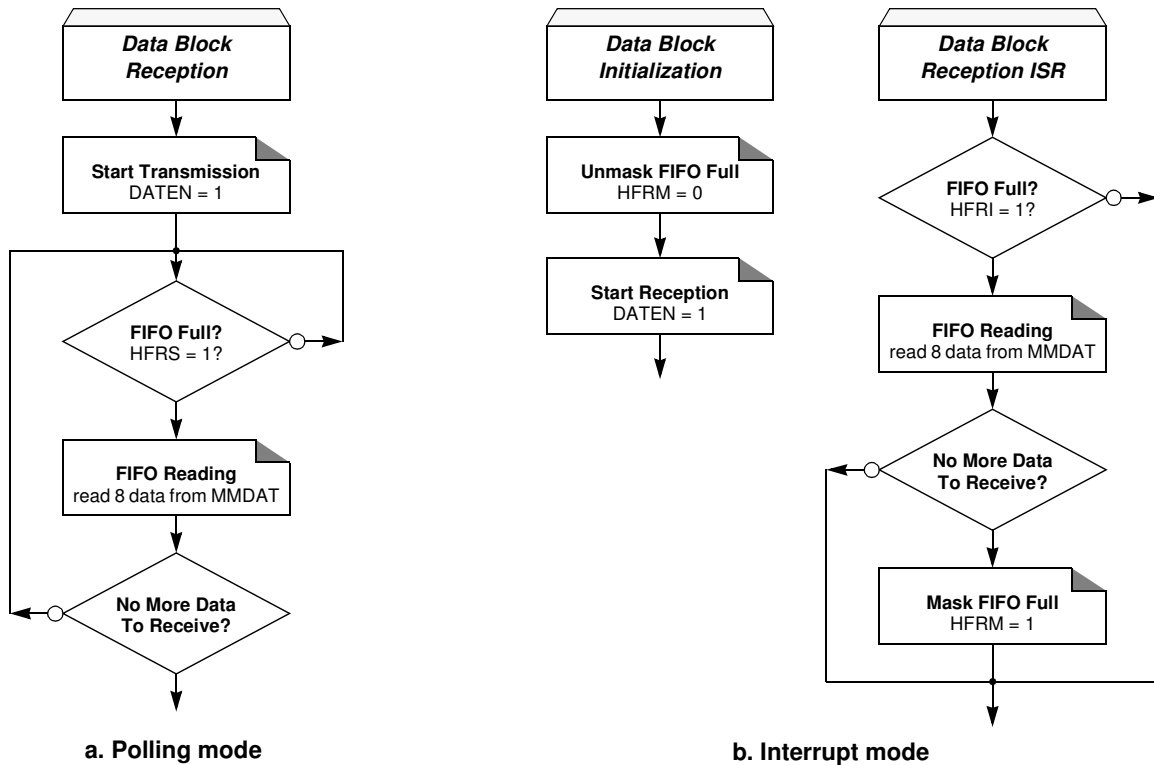 Data Block
Reception
Start Transmission
DATEN = 1
FIFO Full?
HFRS = 1?
FIFO Reading
read 8 data from MMDAT
No More Data
To Receive?
a. Polling mode
Data Block
Initialization
Unmask FIFO Full
HFRM = 0
Start Reception
DATEN = 1
Data Block
Reception ISR
FIFO Full?
HFRI = 1?
FIFO Reading
read 8 data from MMDAT
No More Data
To Receive?
Mask FIFO Full
HFRM = 1
b. Interrupt mode